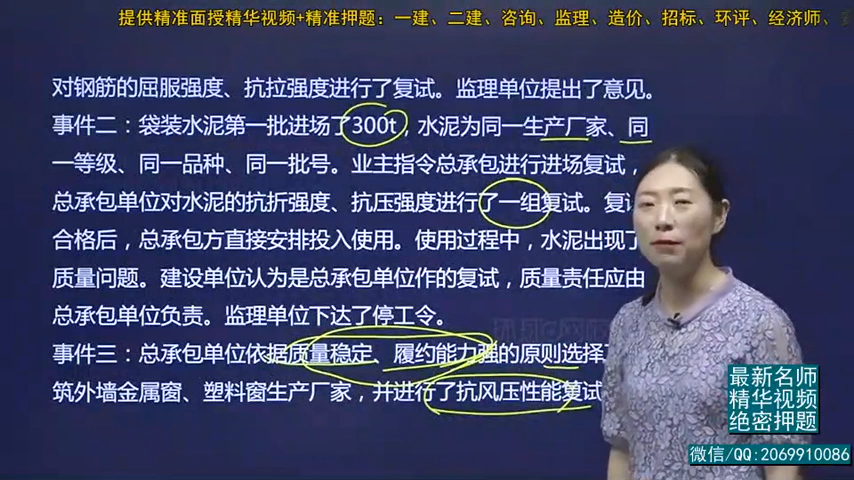 提供精准面授精华视频+精准押题：一建、二建、咨询、监理、造价、招标、环评、经济师、
对钢筋的屈服强度、抗拉强度进行了复试。监理单位提出了意见。
事件二：袋装水泥第一批进场了300t，水泥为同一生产厂家、同
一等级、同一品种、同一批号。业主指令总承包进行进场复试，
总承包单位对水泥的抗折强度、抗压强度进行了一组复试。复
合格后，总承包方直接安排投入使用。使用过程中，水泥出现了
质量问题。建设单位认为是总承包单位作的复试，质量责任应由
总承包单位负责。监理单位下达了停工令。
事件三：总承包单位依据质量稳定、履约能力强的原则选择
筑外墙金属窗、塑料窗生产厂家，并进行了抗风压性能复试
最新名师
精华视频
绝密押题
微信/QQ:2069910086